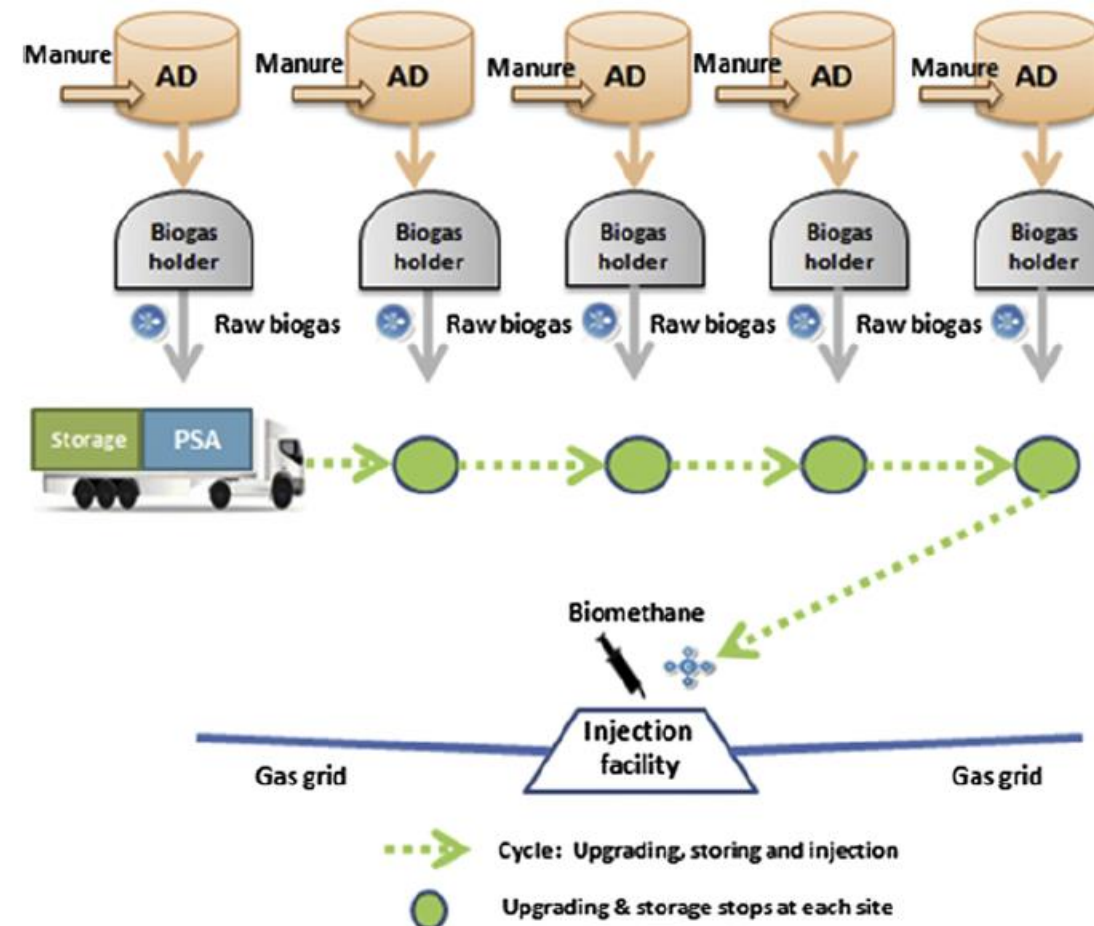 Manure
AD
Manure
AD
Manure
AD
Manure
AD
Manure
AD
Biogas
holder
Biogas
holder
Biogas
holder
Biogas
holder
Biogas
holder
Raw biogas
Raw biogas
Raw biogas
Raw biogas
Storage
PSA
Biomethane
Injection
facility
Gas grid
Gas grid
Cycle: Upgrading, storing and injection
Upgrading & storage stops at each site